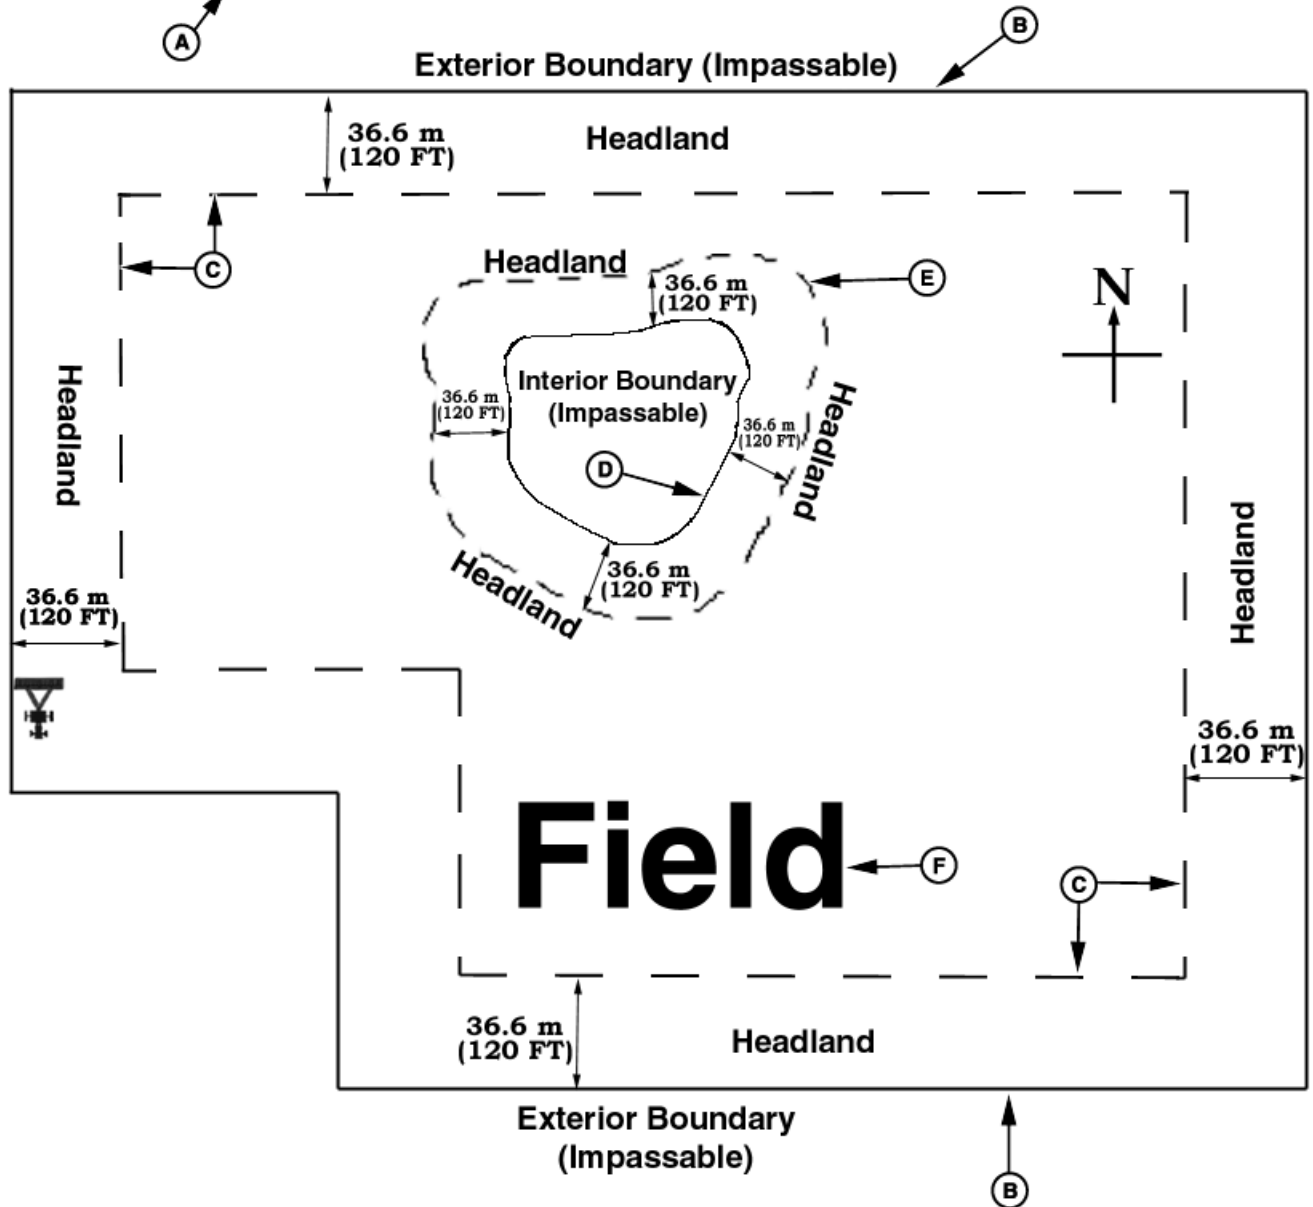 A
B
Exterior Boundary (Impassable)
36.6 m
(120 FT)
Headland
C
Headland
36.6 m
(120 FT)
E
N
Headland
Interior Boundary
(Impassable)
36.6 m
(120 FT)
36.6 m
(120 FT)
Headland
D
Headland
36.6 m
(120 FT)
Headland
36.6 m
(120 FT)
36.6 m
(120 FT)
Field
F
C
36.6 m
(120 FT)
Headland
Exterior Boundary
(Impassable)
B